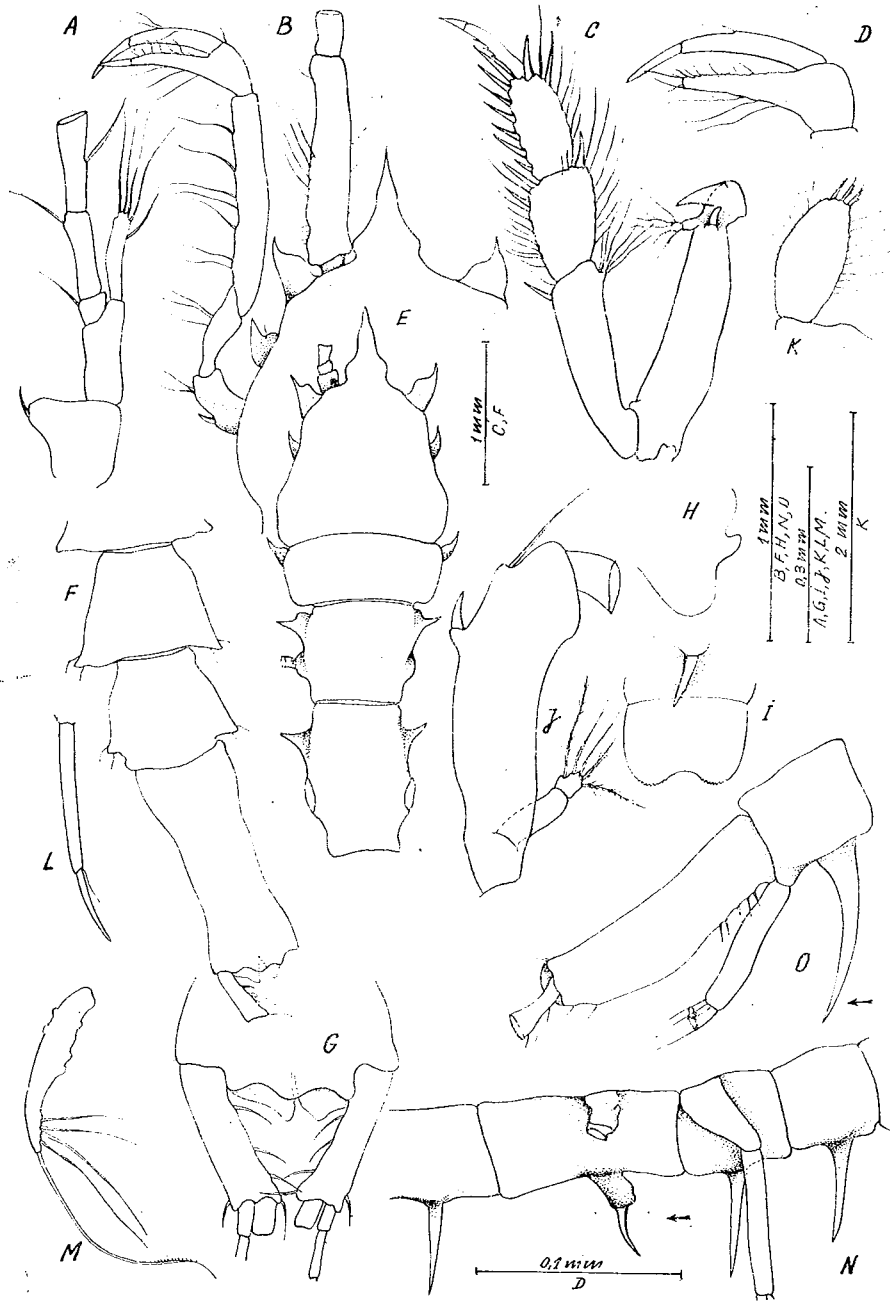 A
B
C
D
E
1 mm
C, F
K
F
H
1 mm
B, F, H, N, U
0,3 mm
A, G, I, J, K, L, M.
2 mm
K
J
I
L
O
G
M
0,1 mm
D
N